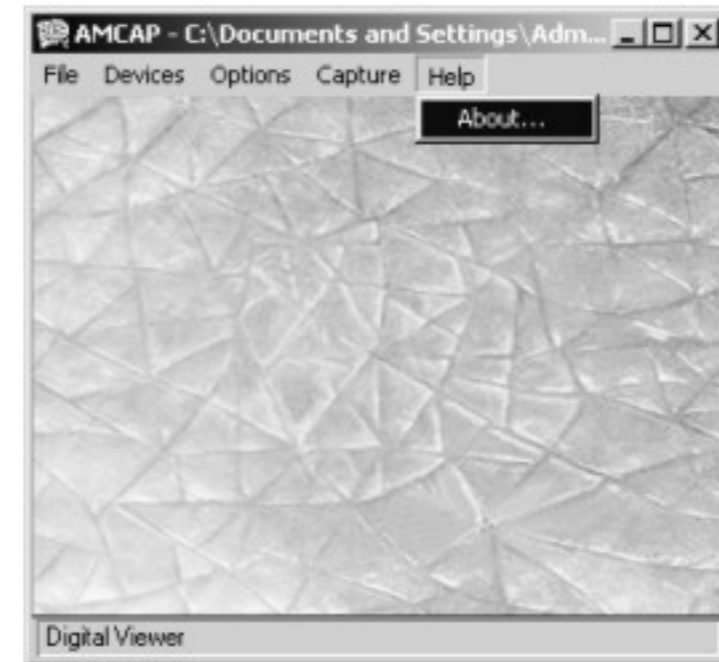 AMCAP - C:\Documents and Settings\Adm...
File Devices Options Capture Help
About...
Digital Viewer